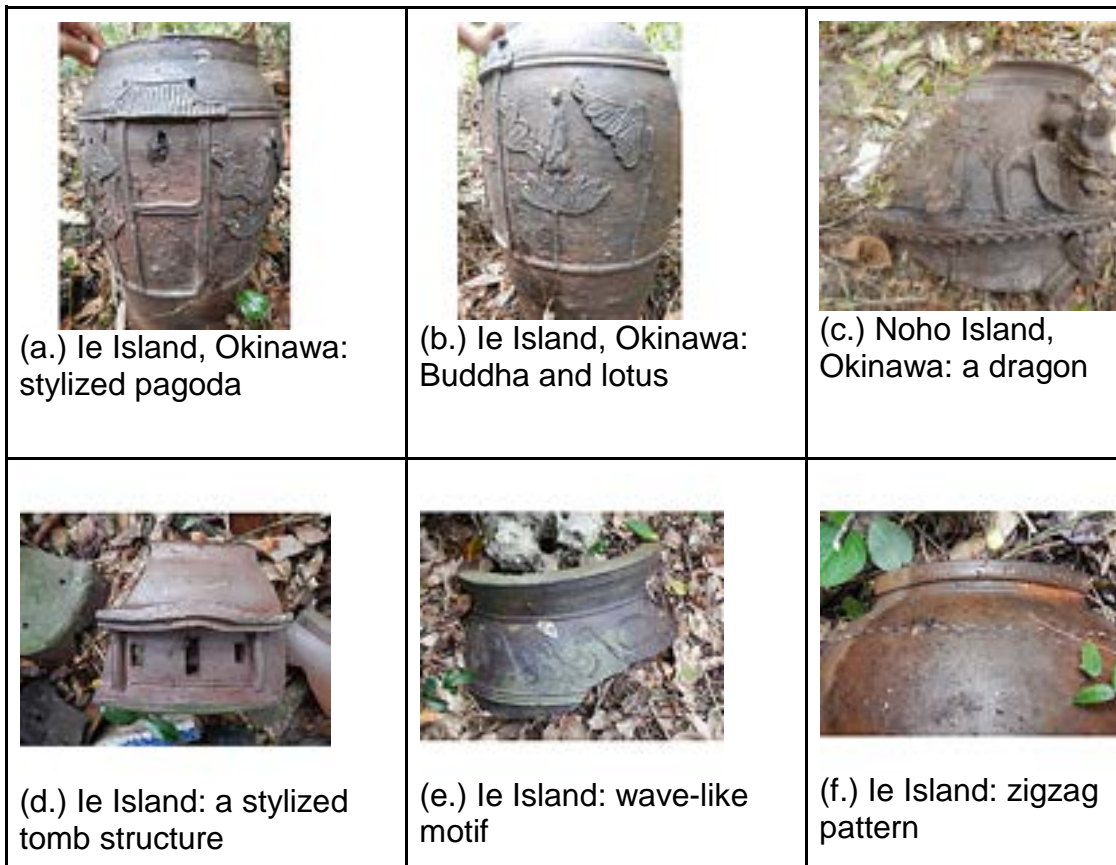 (a.) Ie Island, Okinawa:
stylized pagoda
(b.) Ie Island, Okinawa:
Buddha and lotus
(c.) Noho Island,
Okinawa: a dragon
(d.) Ie Island: a stylized
tomb structure
(e.) Ie Island: wave-like
motif
(f.) Ie Island: zigzag
pattern